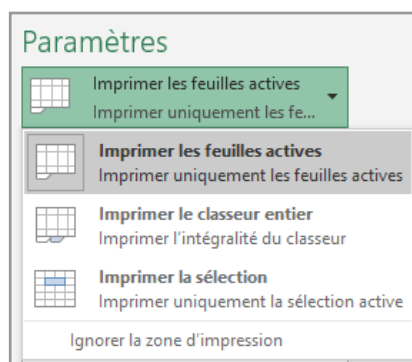 Paramètres
Imprimer les feuilles actives
Imprimer uniquement les fe...
Imprimer les feuilles actives
Imprimer uniquement les feuilles actives
Imprimer le classeur entier
Imprimer l'intégralité du classeur
Imprimer la sélection
Imprimer uniquement la sélection active
Ignorer la zone d'impression